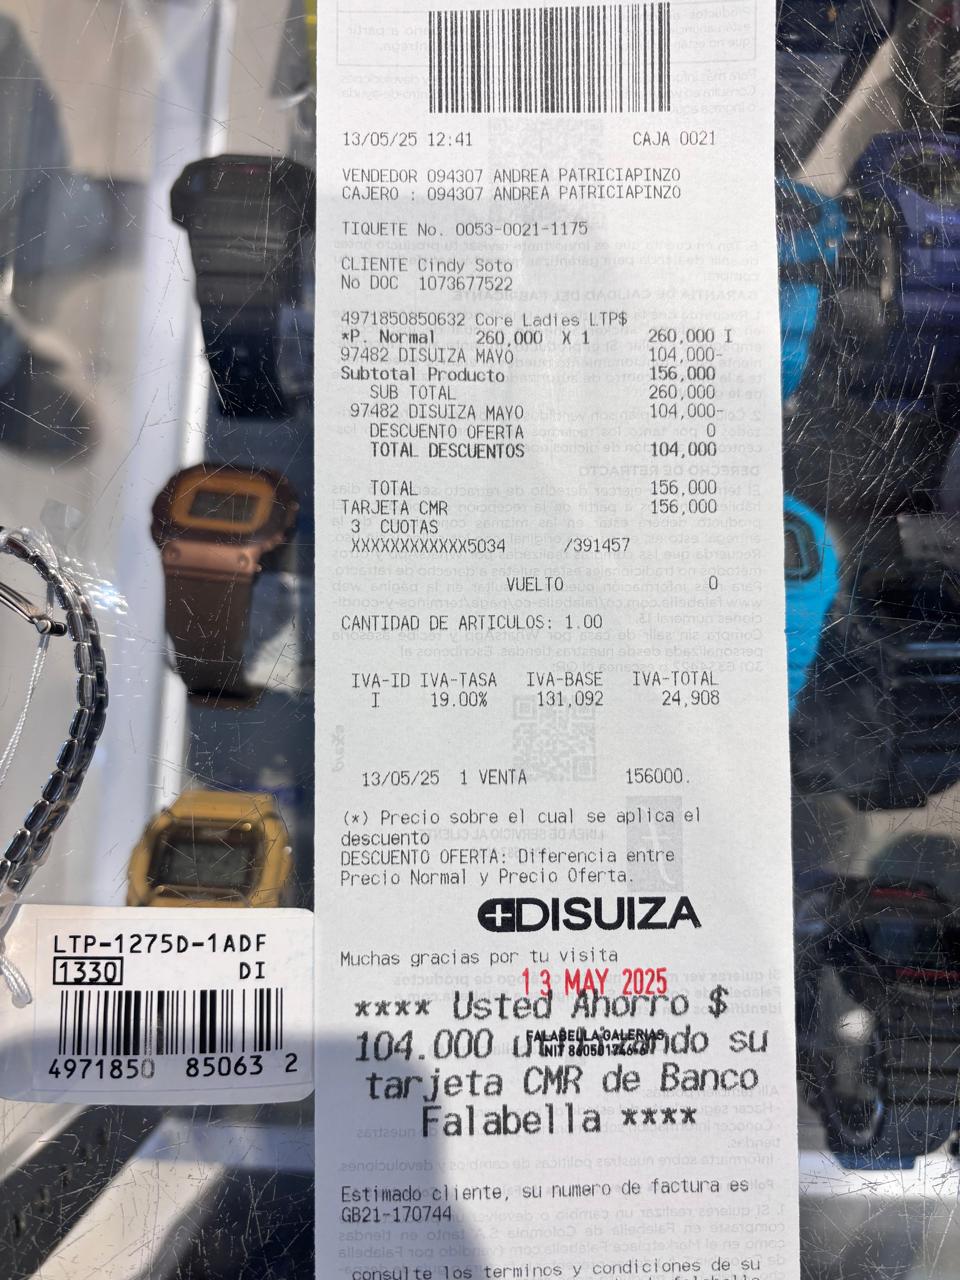 13/05/25 12:41 CAJA 0021
VENDEDOR 094307 ANDREA PATRICIAPINZO
CAJERO : 094307 ANDREA PATRICIAPINZO
TIQUETE No. 0053-0021-1175
CLIENTE Cindy Soto
No DOC 1073677522
4971850850632 Core Ladies LTP$
*P. Normal 260,000 X 1 260,000 I
97482 DISUIZA MAYO 104,000-
Subtotal Producto 156,000
SUB TOTAL 260,000
97482 DISUIZA MAYO 104,000-
DESCUENTO OFERTA 0
TOTAL DESCUENTOS 104,000
TOTAL 156,000
TARJETA CMR 156,000
3 CUOTAS
XXXXXXXXXXXX5034 /391457
VUELTO 0
CANTIDAD DE ARTICULOS: 1.00
IVA-ID IVA-TASA IVA-BASE IVA-TOTAL
I 19.00% 131,092 24,908
13/05/25 1 VENTA 156000.
(*) Precio sobre el cual se aplica el
descuento
DESCUENTO OFERTA: Diferencia entre
Precio Normal y Precio Oferta.
DISUIZA
Muchas gracias por tu visita
13 MAY 2025
**** Usted Ahorro $
104.000 su
FALABELLA GALERIAS
tarjeta CMR de Banco
Falabella ****
Estimado cliente, su numero de factura es
GB21-170744
consulte los terminos y condiciones de su
LTP-1275D-1ADF
1330 DI
4971850 85063 2